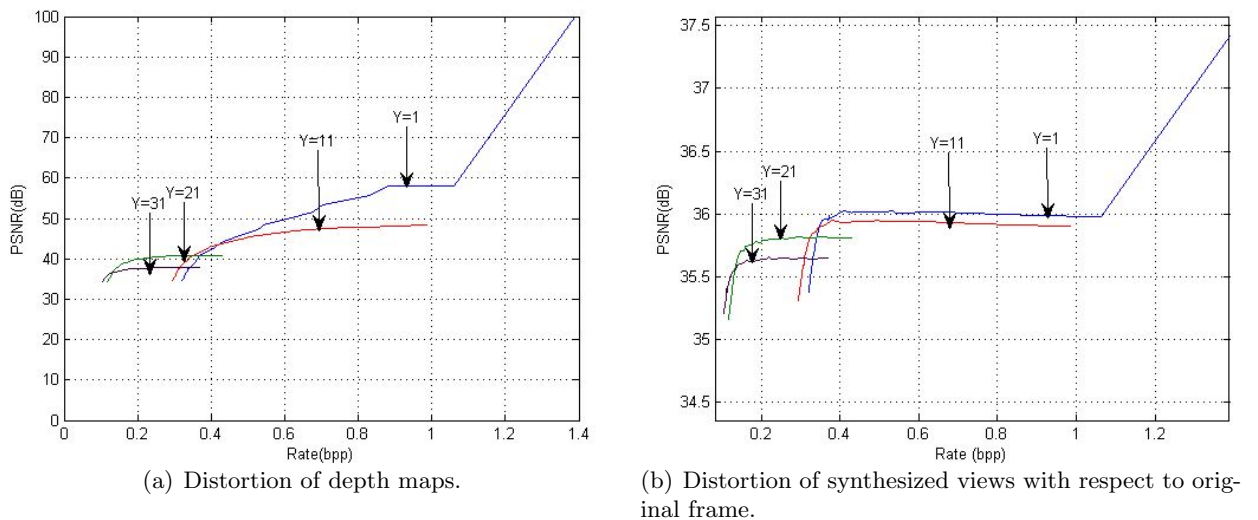 100
90
80
70
60
50
40
30
20
10
0
PSNR(dB)
Y=31
Y=21
Y=11
Y=1
0 0.2 0.4 0.6 0.8 1 1.2 1.4
Rate(bpp)
(a) Distortion of depth maps.
37.5
37
36.5
36
35.5
35
34.5
PSNR(dB)
Y=31
Y=21
Y=11
Y=1
0.2 0.4 0.6 0.8 1 1.2
Rate (bpp)
(b) Distortion of synthesized views with respect to orig-
inal frame.